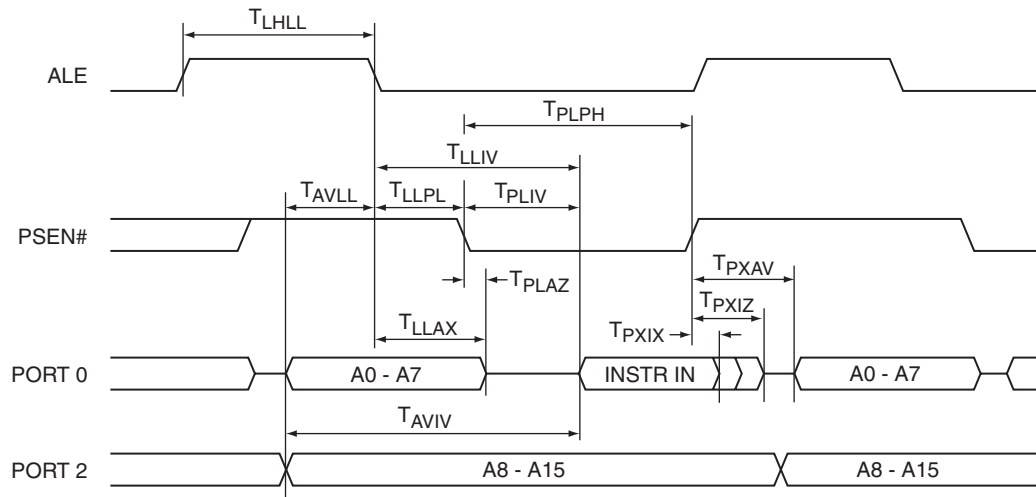 TLHLL
ALE
TPLPH
TLLIV
TAVLL TLLPL TPLIV
PSEN#
TPLAZ TPXAV
TPXIZ
TLLAX TPXIX
PORT 0 A0 - A7 INSTR IN A0 - A7
TAVIV
PORT 2 A8 - A15 A8 - A15